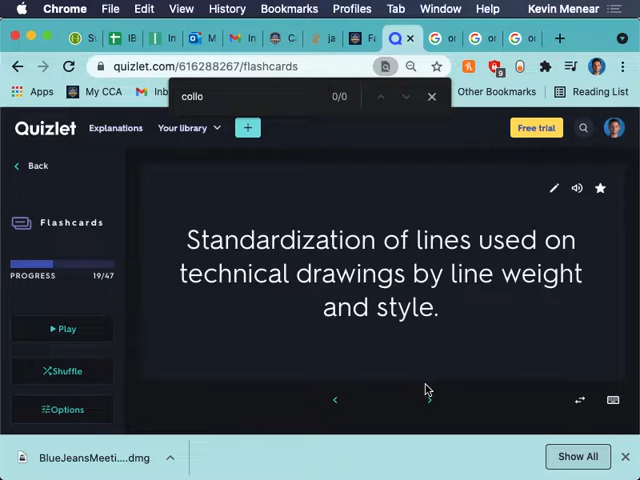 Chrome File Edit View History Bookmarks Profiles Tab Window Help Kevin Menear
quizlet.com/616288267/flashcards
9
Apps My CCA Other Bookmarks Reading List
collo 0/0
Quizlet Explanations Your library + Free trial
Back
Flashcards
PROGRESS 19/47
Play
Shuffle
Options
Standardization of lines used on
technical drawings by line weight
and style.
BlueJeansMeeti....dmg Show All